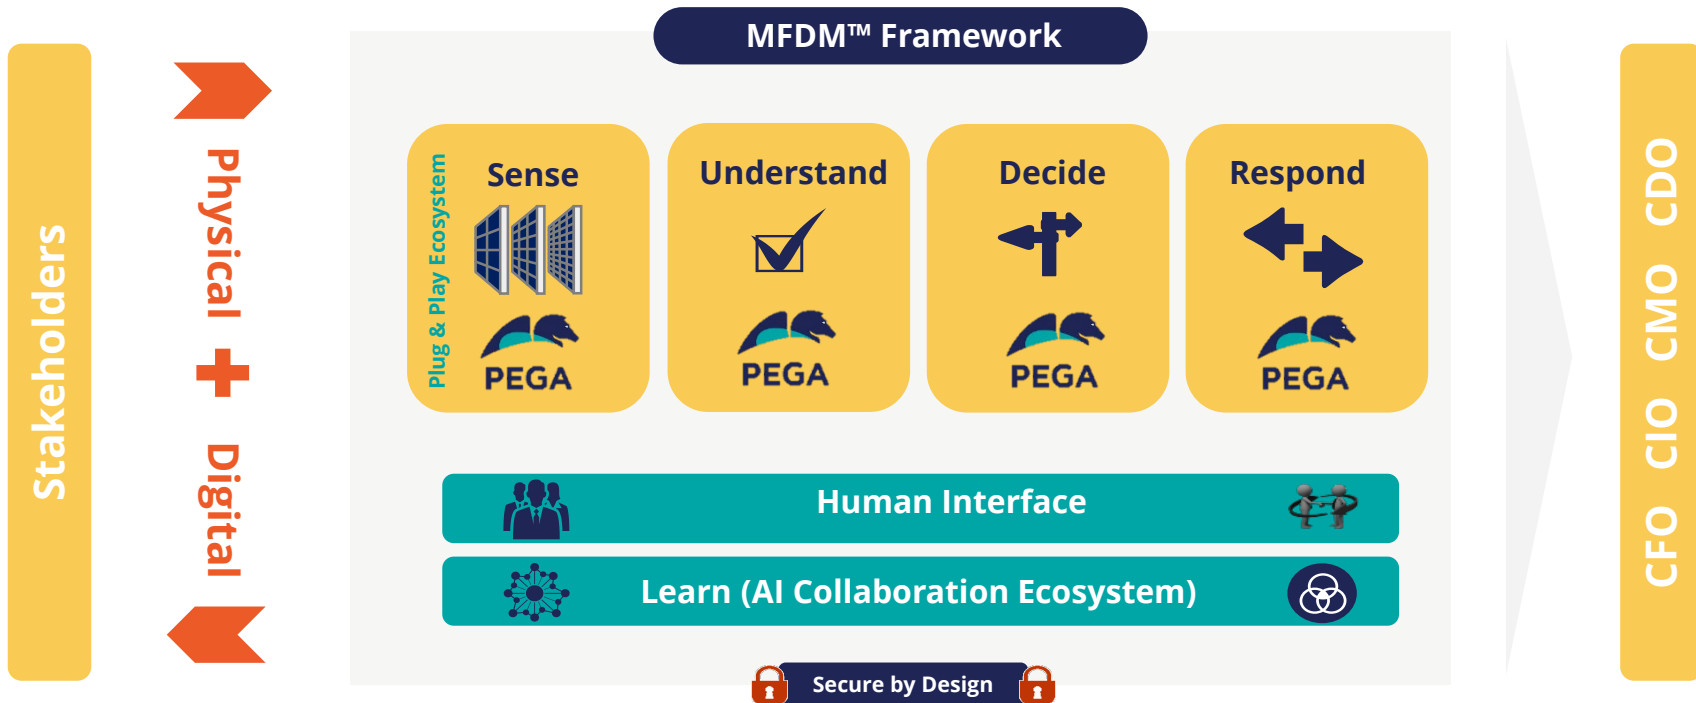 MFDM™ Framework
Stakeholders
Physical
Digital
Plug & Play Ecosystem
Sense
PEGA
Understand
PEGA
Decide
PEGA
Respond
PEGA
Human Interface
Learn (AI Collaboration Ecosystem)
Secure by Design
CFO CIO CMO CDO